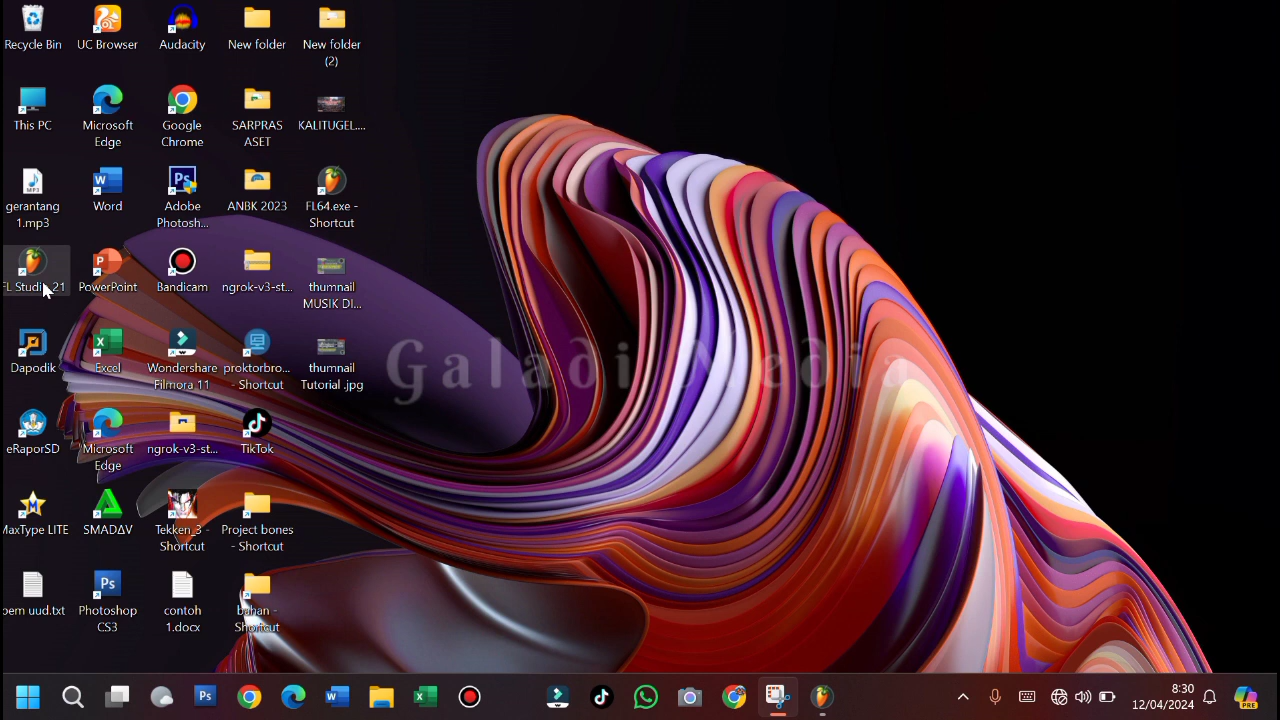 Recycle Bin
UC Browser
Audacity
New folder
New folder
(2)
This PC
Microsoft
Edge
Google
Chrome
SARPRAS
ASET
KALITUGEL....
gerantang
1.mp3
Word
Adobe
Photosh...
ANBK 2023
FL64.exe -
Shortcut
FL Studio 21
PowerPoint
Bandicam
ngrok-v3-st...
thumnail
MUSIK DI...
Dapodik
Excel
Wondershare
Filmora 11
proktorbro...
- Shortcut
thumnail
Tutorial .jpg
Galadi Media
eRaporSD
Microsoft
Edge
ngrok-v3-st...
TikTok
MaxType LITE
SMADΔV
Tekken_3 -
Shortcut
Project bones
- Shortcut
pem uud.txt
Photoshop
CS3
contoh
1.docx
bahan -
Shortcut
8:30
12/04/2024
PRE